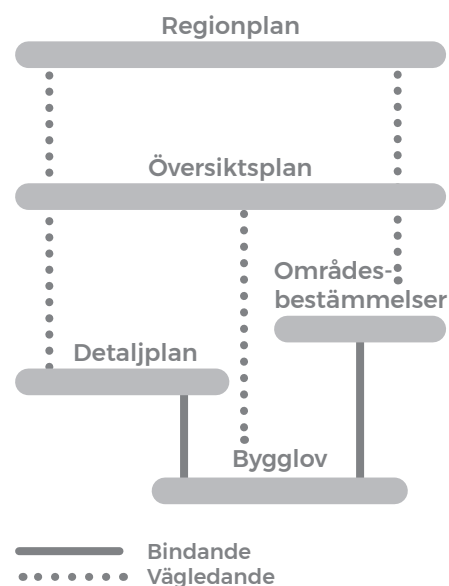 Regionplan
Översiktsplan
Områdes-
bestämmelser
Detaljplan
Bygglov
Bindande
Vägledande